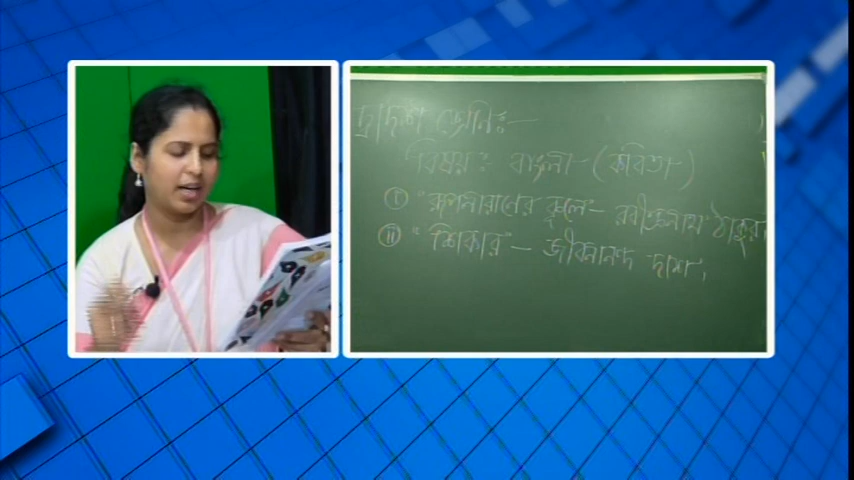 দ্বাদশ শ্রেনিঃ—
বিষয়ঃ বাংলা – (কবিতা)
(i) "রূপনারাণের কূলে – রবীন্দ্রনাথ ঠাকুর।
(ii) "শিকার" – জীবনানন্দ দাশ,